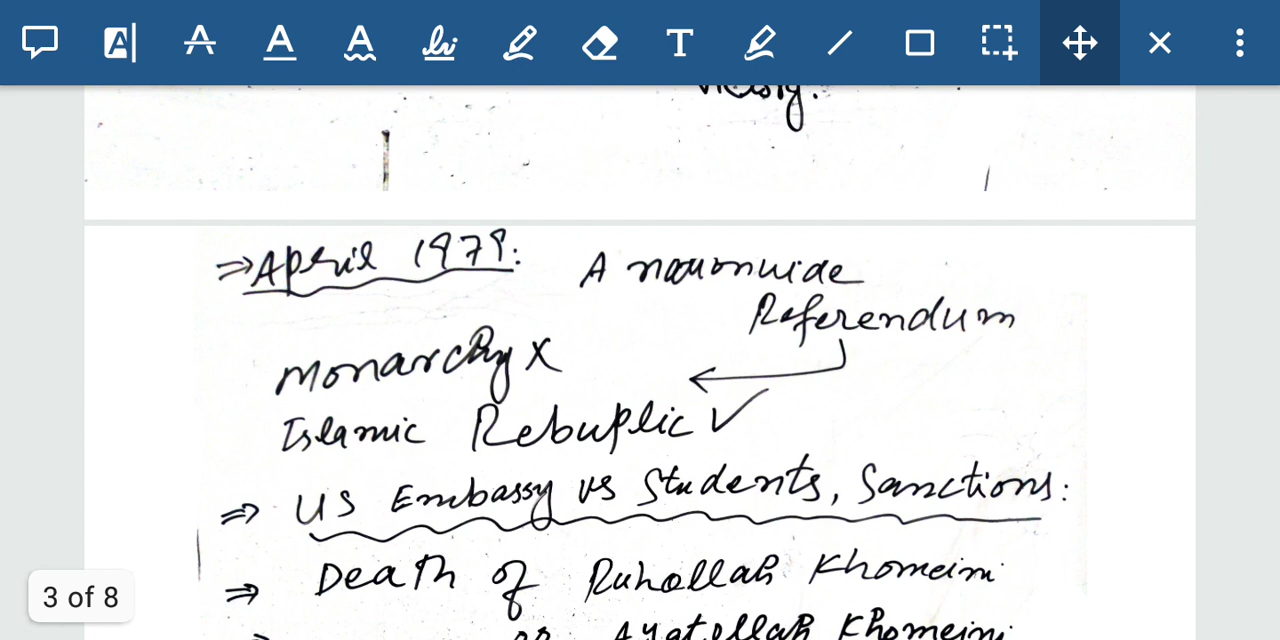 ⇒ April 1979: A nationwide
Referendum
Monarchy X
Islamic Rebuplic ✓
⇒ US Embassy vs Students, Sanctions:
⇒ Death of Ruhollah Khomeini
Ayatollah Khomeini
3 of 8